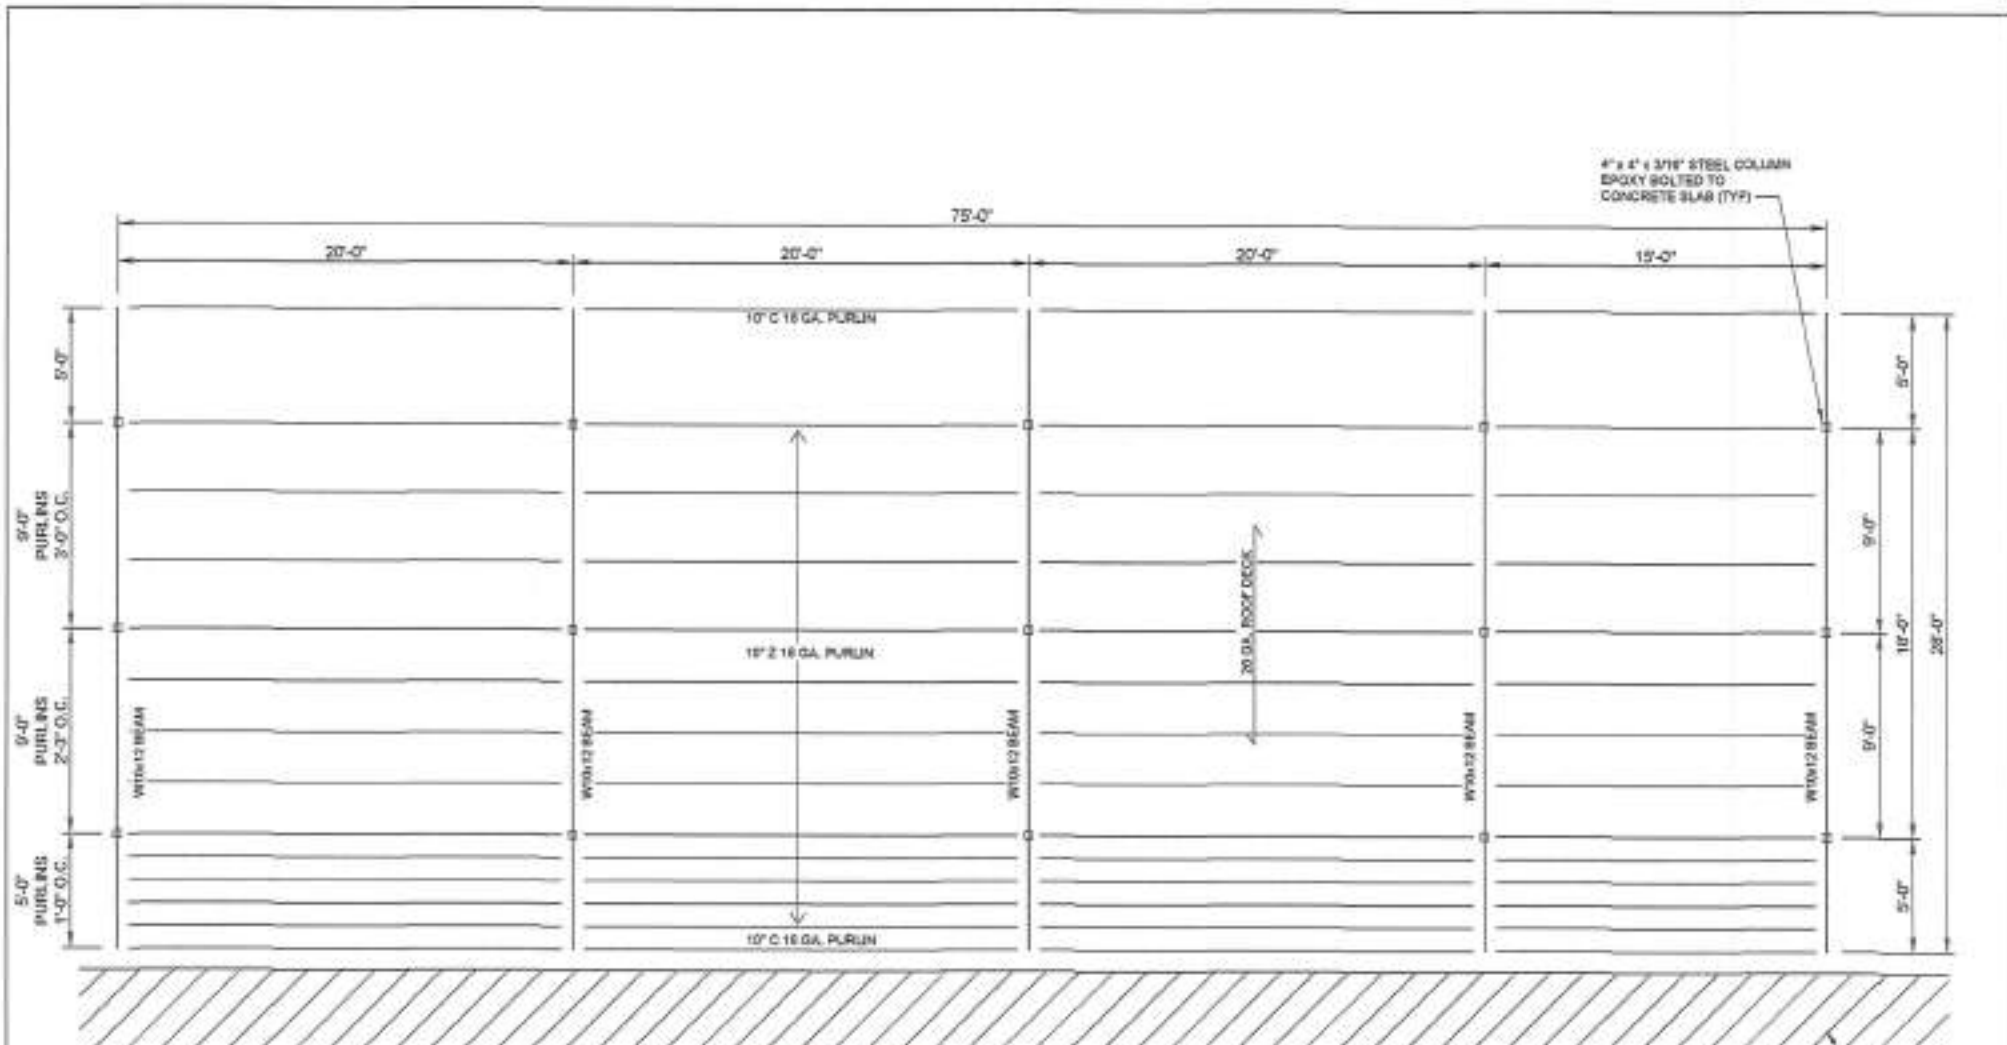 4" x 4" x 3/16" STEEL COLUMN
EPOXY BOLTED TO
CONCRETE SLAB (TYP)
75'-0"
20'-0"
20'-0"
20'-0"
15'-0"
10" C 16 GA. PURLIN
5'-0"
5'-0"
9'-0"
PURLINS
3'-0" O.C.
9'-0"
20 GA. ROOF DECK
18'-0"
28'-0"
10" Z 16 GA. PURLIN
9'-0"
PURLINS
2'-3" O.C.
W10x12 BEAM
W10x12 BEAM
W10x12 BEAM
W10x12 BEAM
W10x12 BEAM
9'-0"
5'-0"
PURLINS
1'-0" O.C.
5'-0"
10" C 16 GA. PURLIN